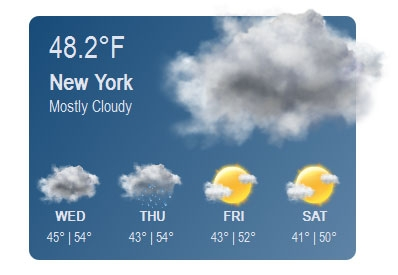 48.2°F
New York
Mostly Cloudy
WED THU FRI SAT
45° | 54° 43° | 54° 43° | 52° 41° | 50°